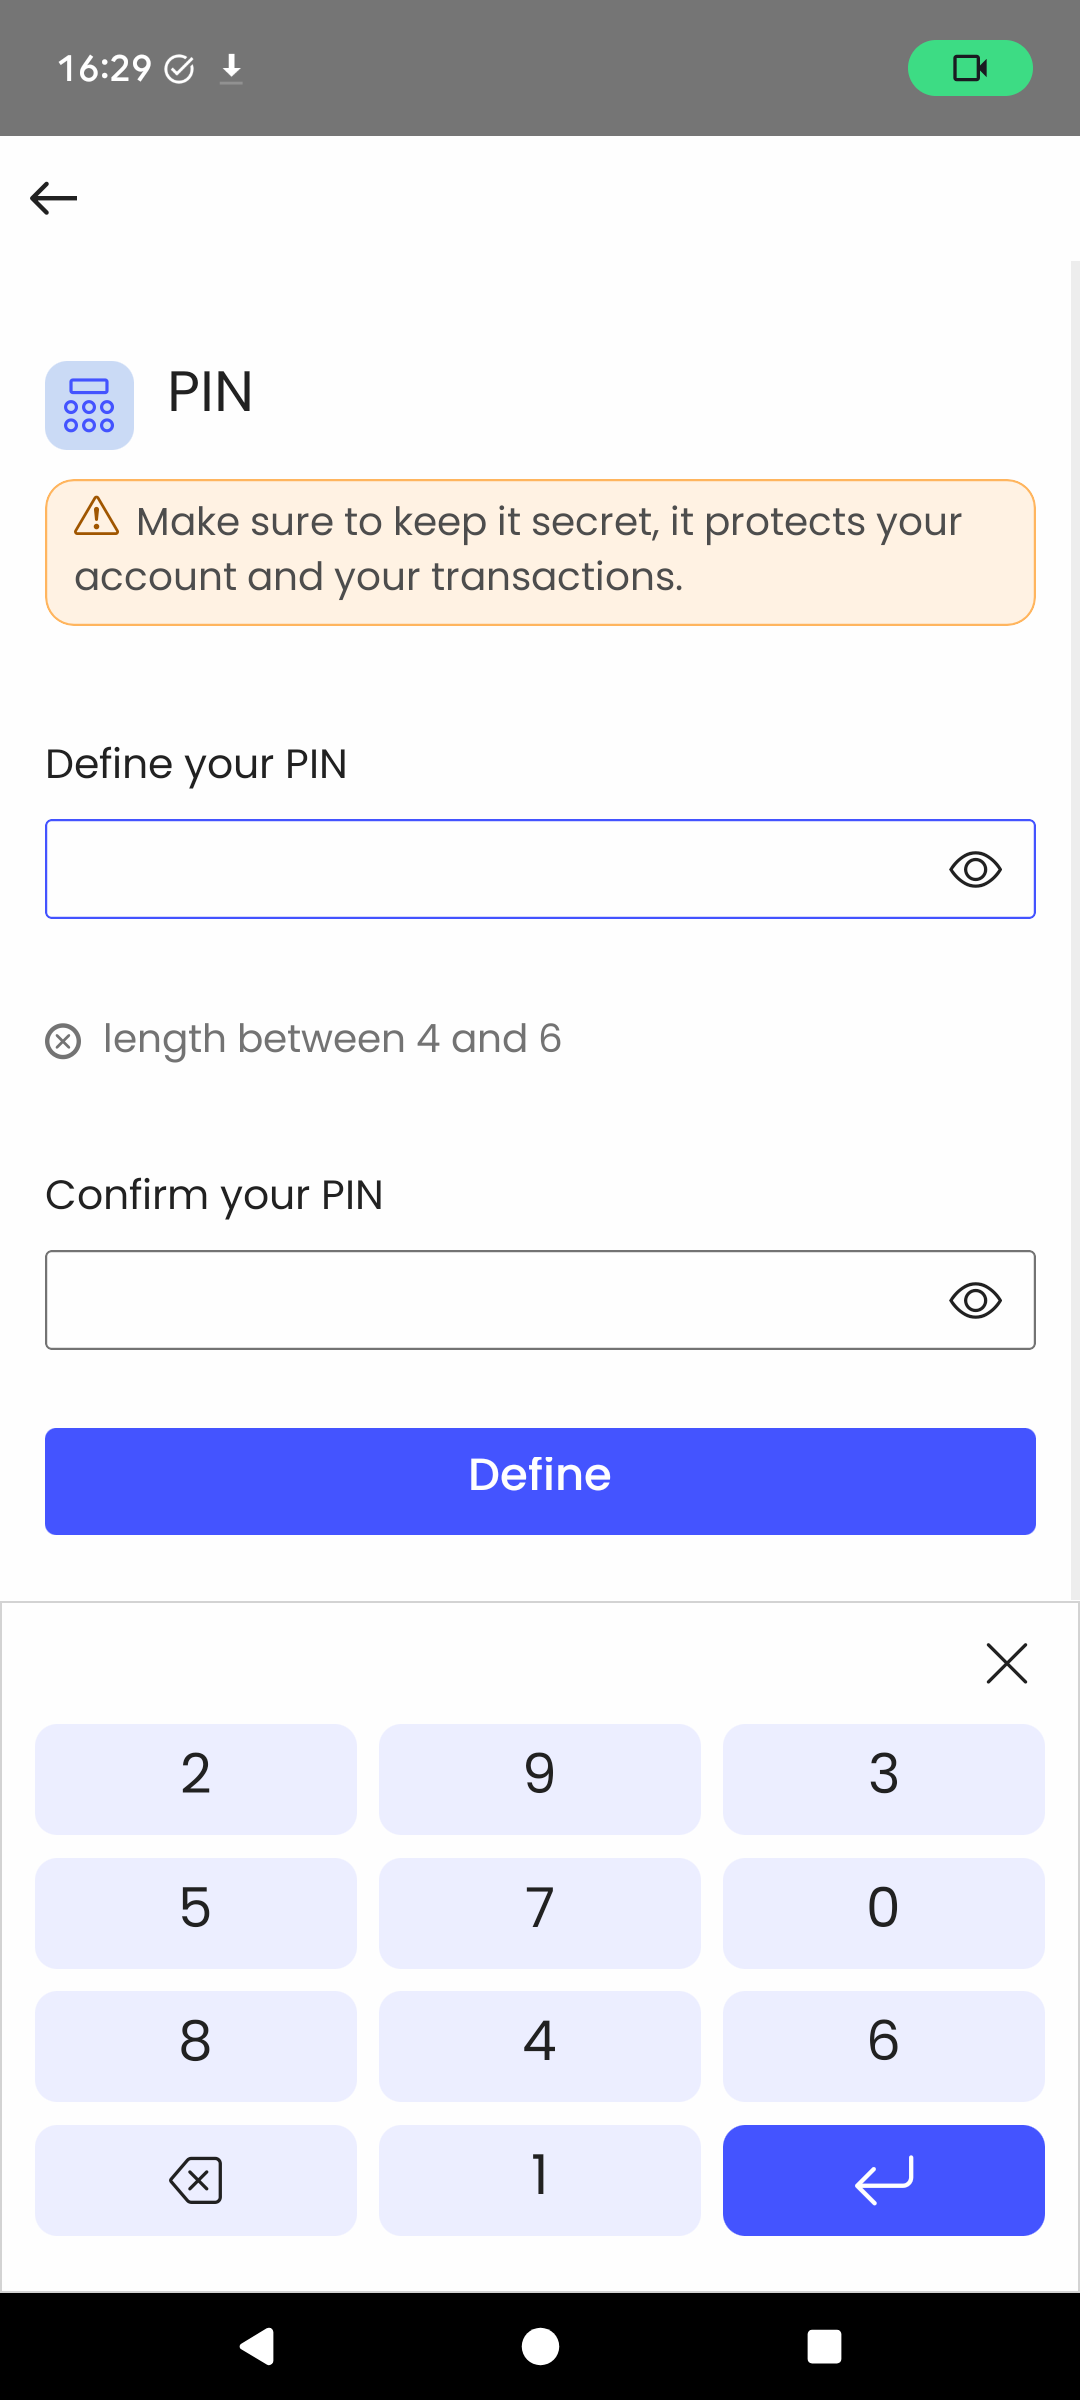 16:29
PIN
Make sure to keep it secret, it protects your
account and your transactions.
Define your PIN
length between 4 and 6
Confirm your PIN
Define
2 9 3
5 7 0
8 4 6
1